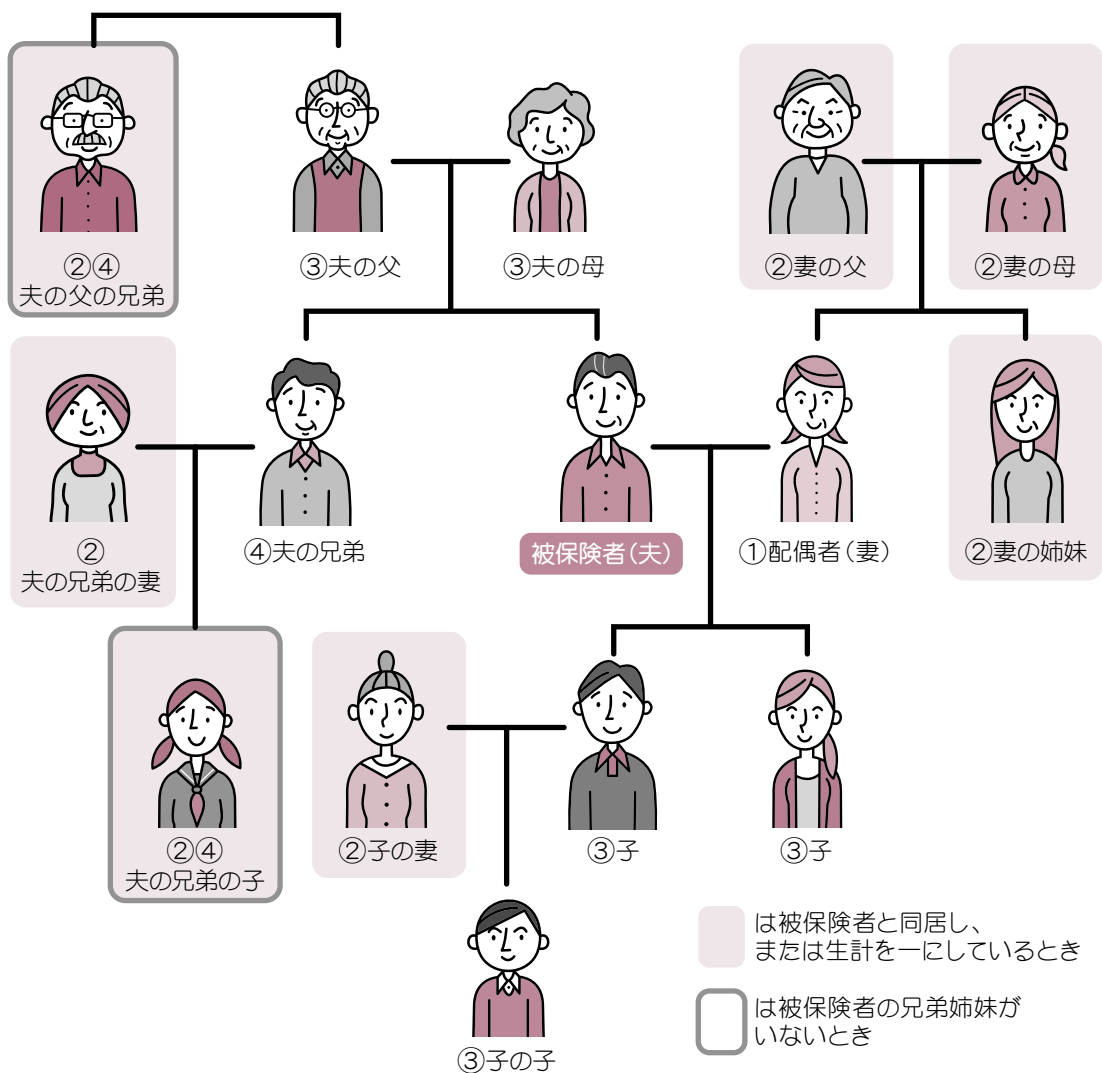 ②④
夫の父の兄弟
③夫の父
③夫の母
②妻の父
②妻の母
②
夫の兄弟の妻
④夫の兄弟
被保険者(夫)
①配偶者(妻)
②妻の姉妹
②④
夫の兄弟の子
②子の妻
③子
③子
③子の子
は被保険者と同居し、
または生計を一にしているとき
は被保険者の兄弟姉妹が
いないとき